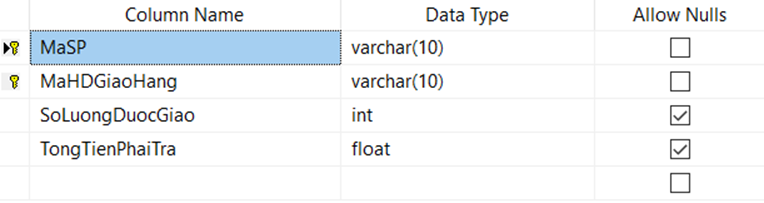 Column Name Data Type Allow Nulls
MaSP varchar(10)
MaHDGiaoHang varchar(10)
SoLuongDuocGiao int
TongTienPhaiTra float